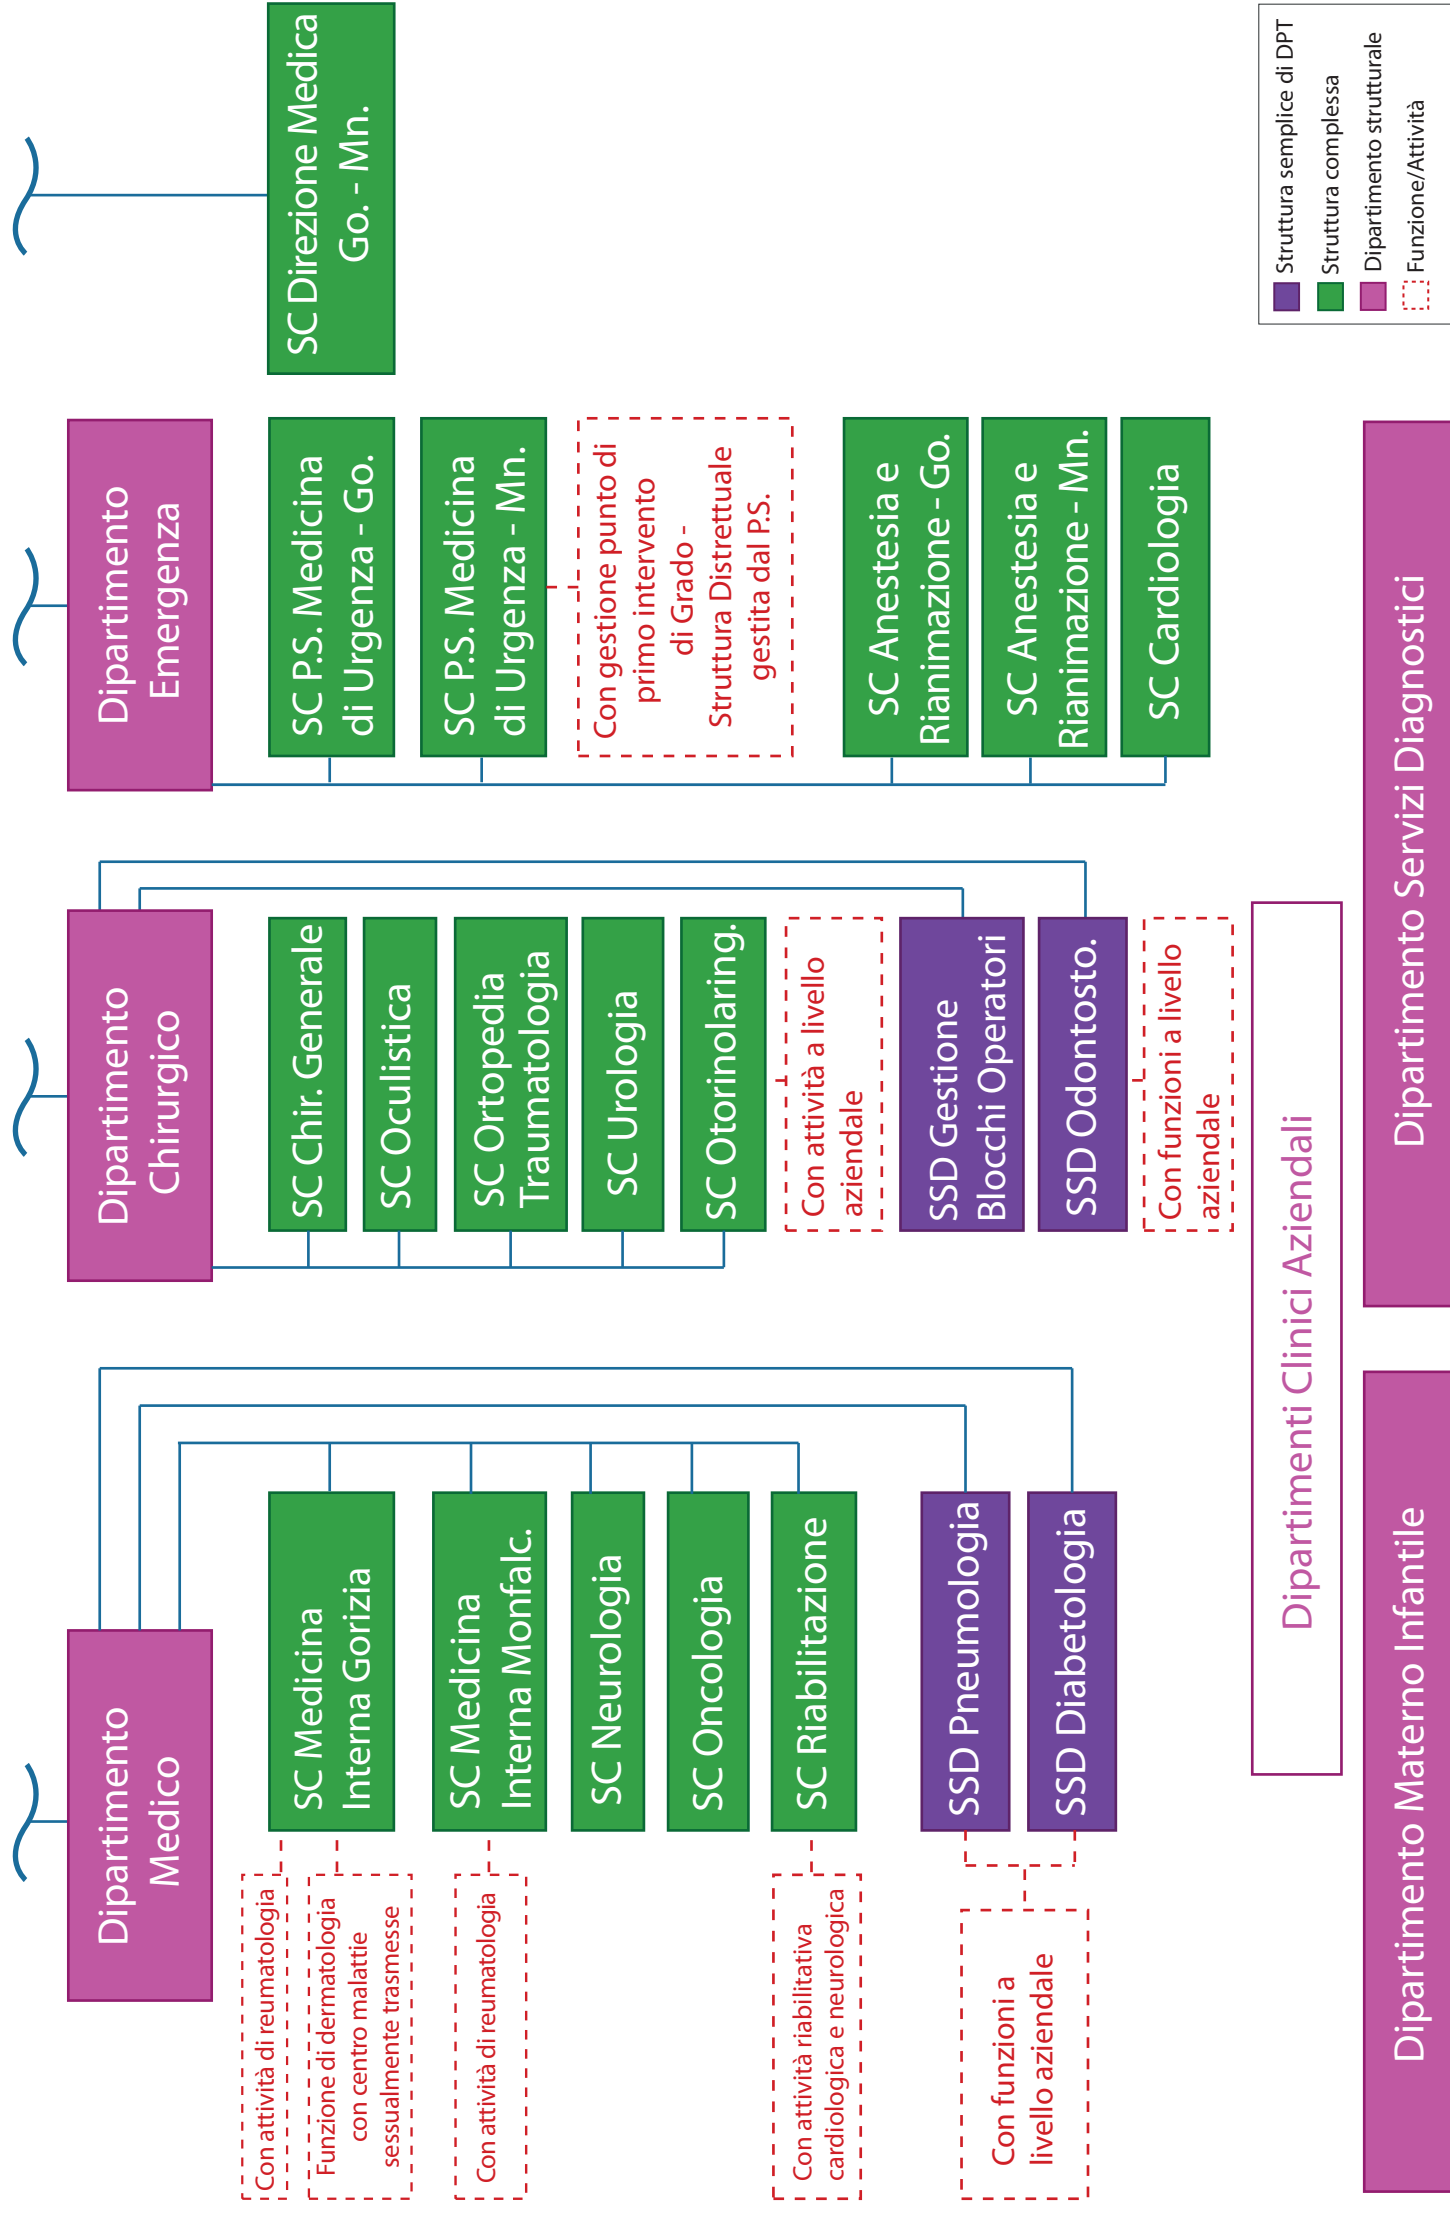 Dipartimento
Medico
Con attività di reumatologia
Funzione di dermatologia
con centro malattie
sessualmente trasmesse
SC Medicina
Interna Gorizia
Con attività di reumatologia
SC Medicina
Interna Monfalc.
SC Neurologia
SC Oncologia
Con attività riabilitativa
cardiologica e neurologica
SC Riabilitazione
Con funzioni a
livello aziendale
SSD Pneumologia
SSD Diabetologia
Dipartimento
Chirurgico
SC Chir. Generale
SC Oculistica
SC Ortopedia
Traumatologia
SC Urologia
SC Otorinolaring.
Con attività a livello
aziendale
SSD Gestione
Blocchi Operatori
SSD Odontosto.
Con funzioni a livello
aziendale
Dipartimento
Emergenza
SC P.S. Medicina
di Urgenza - Go.
SC P.S. Medicina
di Urgenza - Mn.
Con gestione punto di
primo intervento
di Grado -
Struttura Distrettuale
gestita dal P.S.
SC Anestesia e
Rianimazione - Go.
SC Anestesia e
Rianimazione - Mn.
SC Cardiologia
SC Direzione Medica
Go. - Mn.
Dipartimenti Clinici Aziendali
Dipartimento Materno Infantile
Dipartimento Servizi Diagnostici
Struttura semplice di DPT
Struttura complessa
Dipartimento strutturale
Funzione/Attività